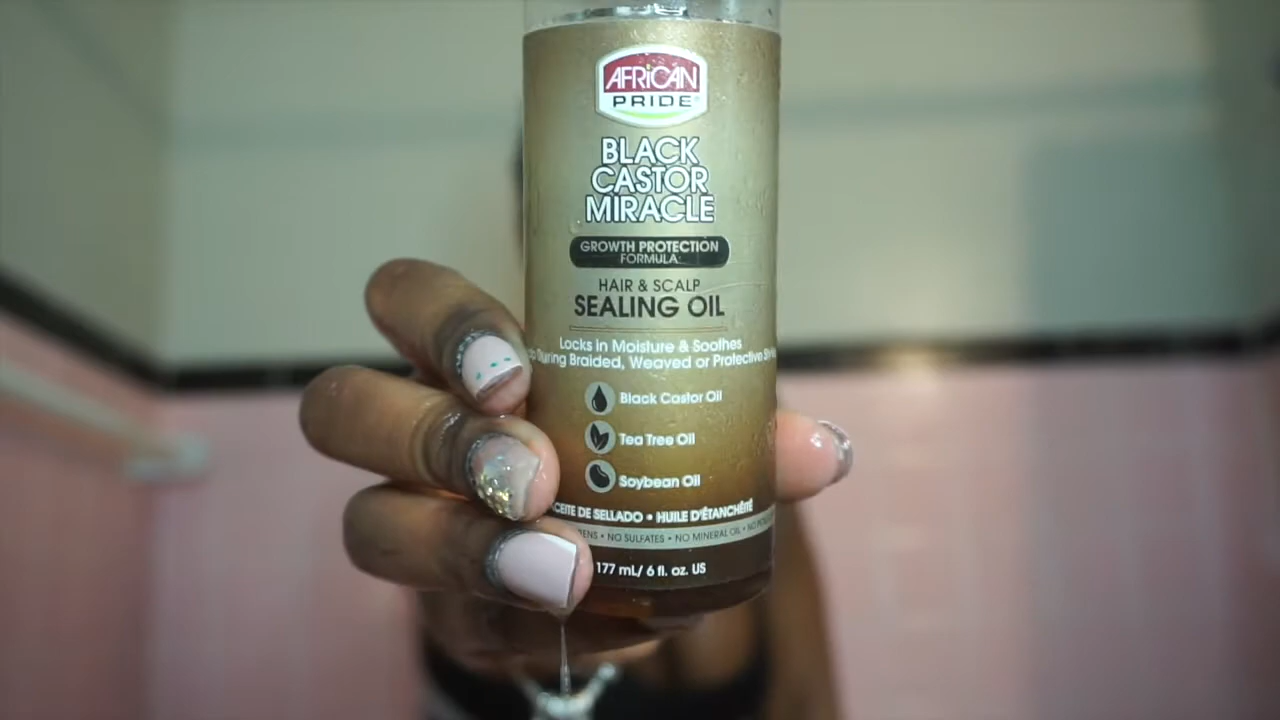 AFRICAN
PRIDE
BLACK
CASTOR
MIRACLE
GROWTH PROTECTION
FORMULA
HAIR & SCALP
SEALING OIL
Locks in Moisture & Soothes
During Braided, Weaved or Protective
Black Castor Oil
Tea Tree Oil
Soybean Oil
DE SELLADO • HUILE D'ÉTANCHÉITÉ
• NO SULFATES • NO MINERAL OIL • NO
177 mL/ 6 fl. oz. US